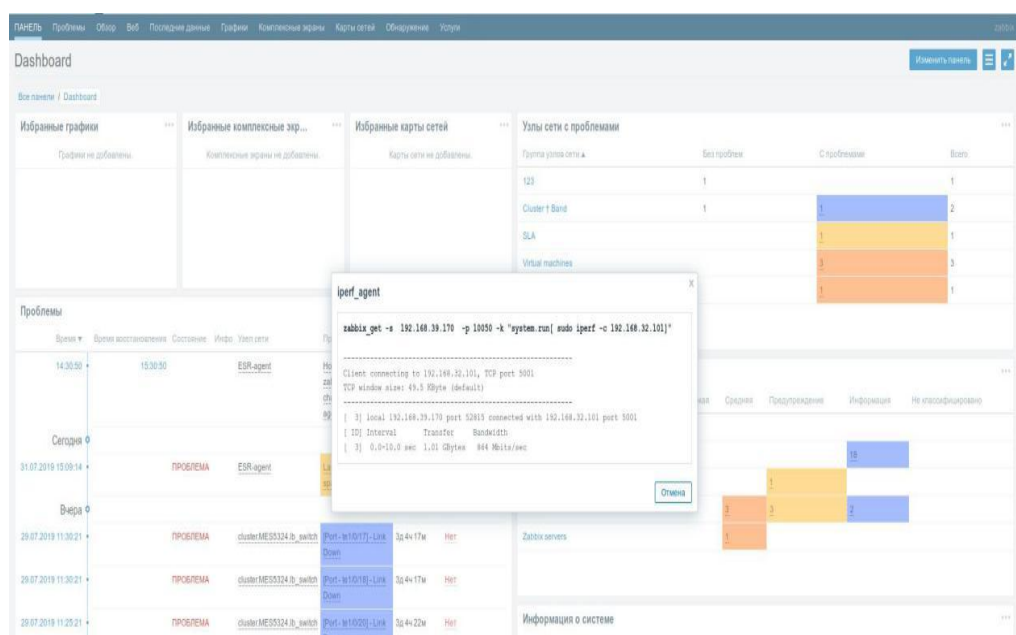 ПАНЕЛЬ Проблемы Обзор Веб Последние данные Графики Комплексные экраны Карты сетей Обнаружение Услуги zabbix
Dashboard
Изменить панель
Все панели / Dashboard
Избранные графики
Графики не добавлены.
Избранные комплексные экр...
Комплексные экраны не добавлены.
Избранные карты сетей
Карты сети не добавлены.
Узлы сети с проблемами
Группа узлов сети Без проблем С проблемами Всего
123 1 1
Cluster † Band 1 1 2
SLA 1 1
Virtual machines 3 3
1 1
iperf_agent
x
zabbix_get -s 192.168.39.170 -p 10050 -k "system.run[ sudo iperf -c 192.168.32.101]"
------------------------------------------------------------
Client connecting to 192.168.32.101, TCP port 5001
TCP window size: 49.5 KByte (default)
------------------------------------------------------------
[ 3] local 192.168.39.170 port 52815 connected with 192.168.32.101 port 5001
[ ID] Interval Transfer Bandwidth
[ 3] 0.0-10.0 sec 1.01 GBytes 864 Mbits/sec
Отмена
Проблемы
Время Время восстановления Состояние Инфо Узел сети
14:30:50 15:30:50 ESR-agent
Сегодня
31.07.2019 15:09:14 ПРОБЛЕМА ESR-agent
Вчера
29.07.2019 11:30:21 ПРОБЛЕМА cluster.MES5324.lb_switch [Port - te1/0/17] - Link Down 3д 4ч 17м Нет
29.07.2019 11:30:21 ПРОБЛЕМА cluster.MES5324.lb_switch [Port - te1/0/18] - Link Down 3д 4ч 17м Нет
29.07.2019 11:25:21 ПРОБЛЕМА cluster.MES5324.lb_switch [Port - te1/0/20] - Link 3д 4ч 22м Нет
Средняя Предупреждение Информация Не классифицировано
18
1
3 3 2
Zabbix servers 1
Информация о системе